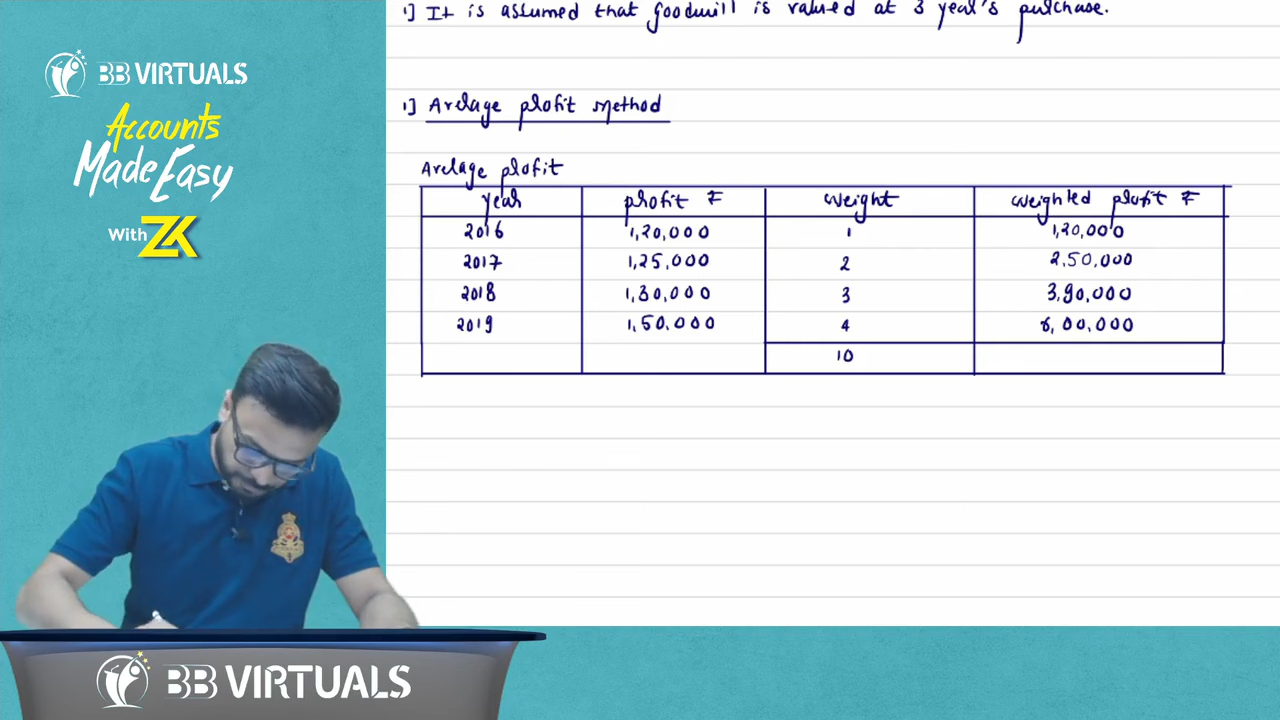 1] It is assumed that goodwill is valued at 3 year's purchase.
BB VIRTUALS
Accounts
Made Easy
With ZK
1] Average profit method
Average profit
year profit ₹ weight weighted profit ₹
2016 1,20,000 1 1,20,000
2017 1,25,000 2 2,50,000
2018 1,30,000 3 3,90,000
2019 1,50,000 4 6,00,000
10
BB VIRTUALS